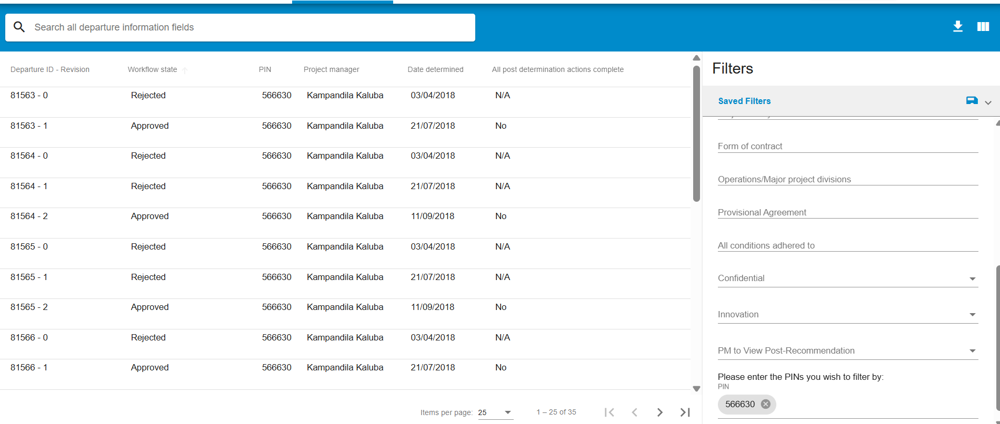 Search all departure information fields
Departure ID - Revision Workflow state PIN Project manager Date determined All post determination actions complete
81563 - 0 Rejected 566630 Kampandila Kaluba 03/04/2018 N/A
81563 - 1 Approved 566630 Kampandila Kaluba 21/07/2018 No
81564 - 0 Rejected 566630 Kampandila Kaluba 03/04/2018 N/A
81564 - 1 Rejected 566630 Kampandila Kaluba 21/07/2018 N/A
81564 - 2 Approved 566630 Kampandila Kaluba 11/09/2018 No
81565 - 0 Rejected 566630 Kampandila Kaluba 03/04/2018 N/A
81565 - 1 Rejected 566630 Kampandila Kaluba 21/07/2018 N/A
81565 - 2 Approved 566630 Kampandila Kaluba 11/09/2018 No
81566 - 0 Rejected 566630 Kampandila Kaluba 03/04/2018 N/A
81566 - 1 Approved 566630 Kampandila Kaluba 21/07/2018 No
Items per page: 25 1 – 25 of 35
Filters
Saved Filters
Form of contract
Operations/Major project divisions
Provisional Agreement
All conditions adhered to
Confidential
Innovation
PM to View Post-Recommendation
Please enter the PINs you wish to filter by:
PIN
566630